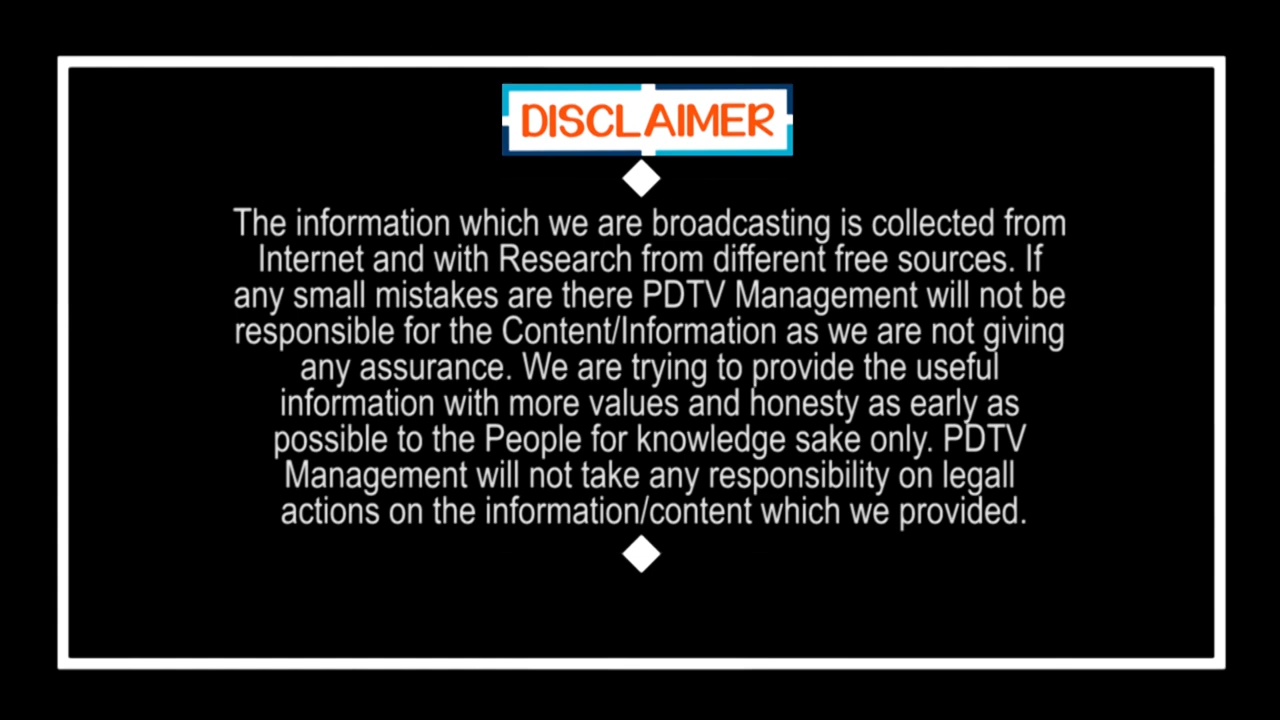 DISCLAIMER
The information which we are broadcasting is collected from
Internet and with Research from different free sources. If
any small mistakes are there PDTV Management will not be
responsible for the Content/Information as we are not giving
any assurance. We are trying to provide the useful
information with more values and honesty as early as
possible to the People for knowledge sake only. PDTV
Management will not take any responsibility on legall
actions on the information/content which we provided.